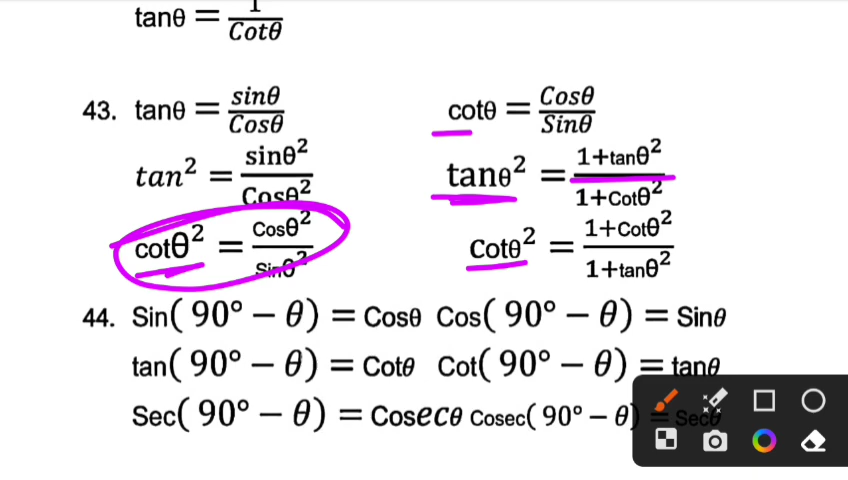 tanθ = 1/Cotθ
43. tanθ = sinθ/Cosθ cotθ = Cosθ/Sinθ
tan² = sinθ²/Cosθ² tanθ² = 1+tanθ²/1+Cotθ²
cotθ² = Cosθ²/Sinθ² Cotθ² = 1+Cotθ²/1+tanθ²
44. Sin( 90° − θ) = Cosθ Cos( 90° − θ) = Sinθ
tan( 90° − θ) = Cotθ Cot( 90° − θ) = tanθ
Sec( 90° − θ) = Cosecθ Cosec( 90° − θ) = Secθ